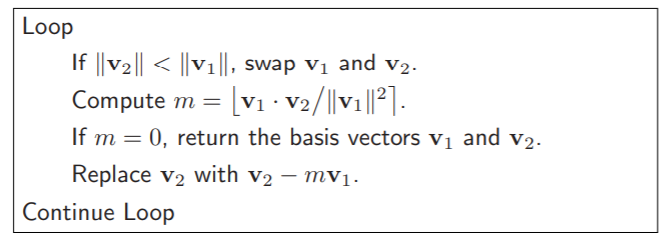 Loop
If ‖v₂‖ < ‖v₁‖, swap v₁ and v₂.
Compute m = ⌊v₁ · v₂/‖v₁‖²⌉.
If m = 0, return the basis vectors v₁ and v₂.
Replace v₂ with v₂ − mv₁.
Continue Loop